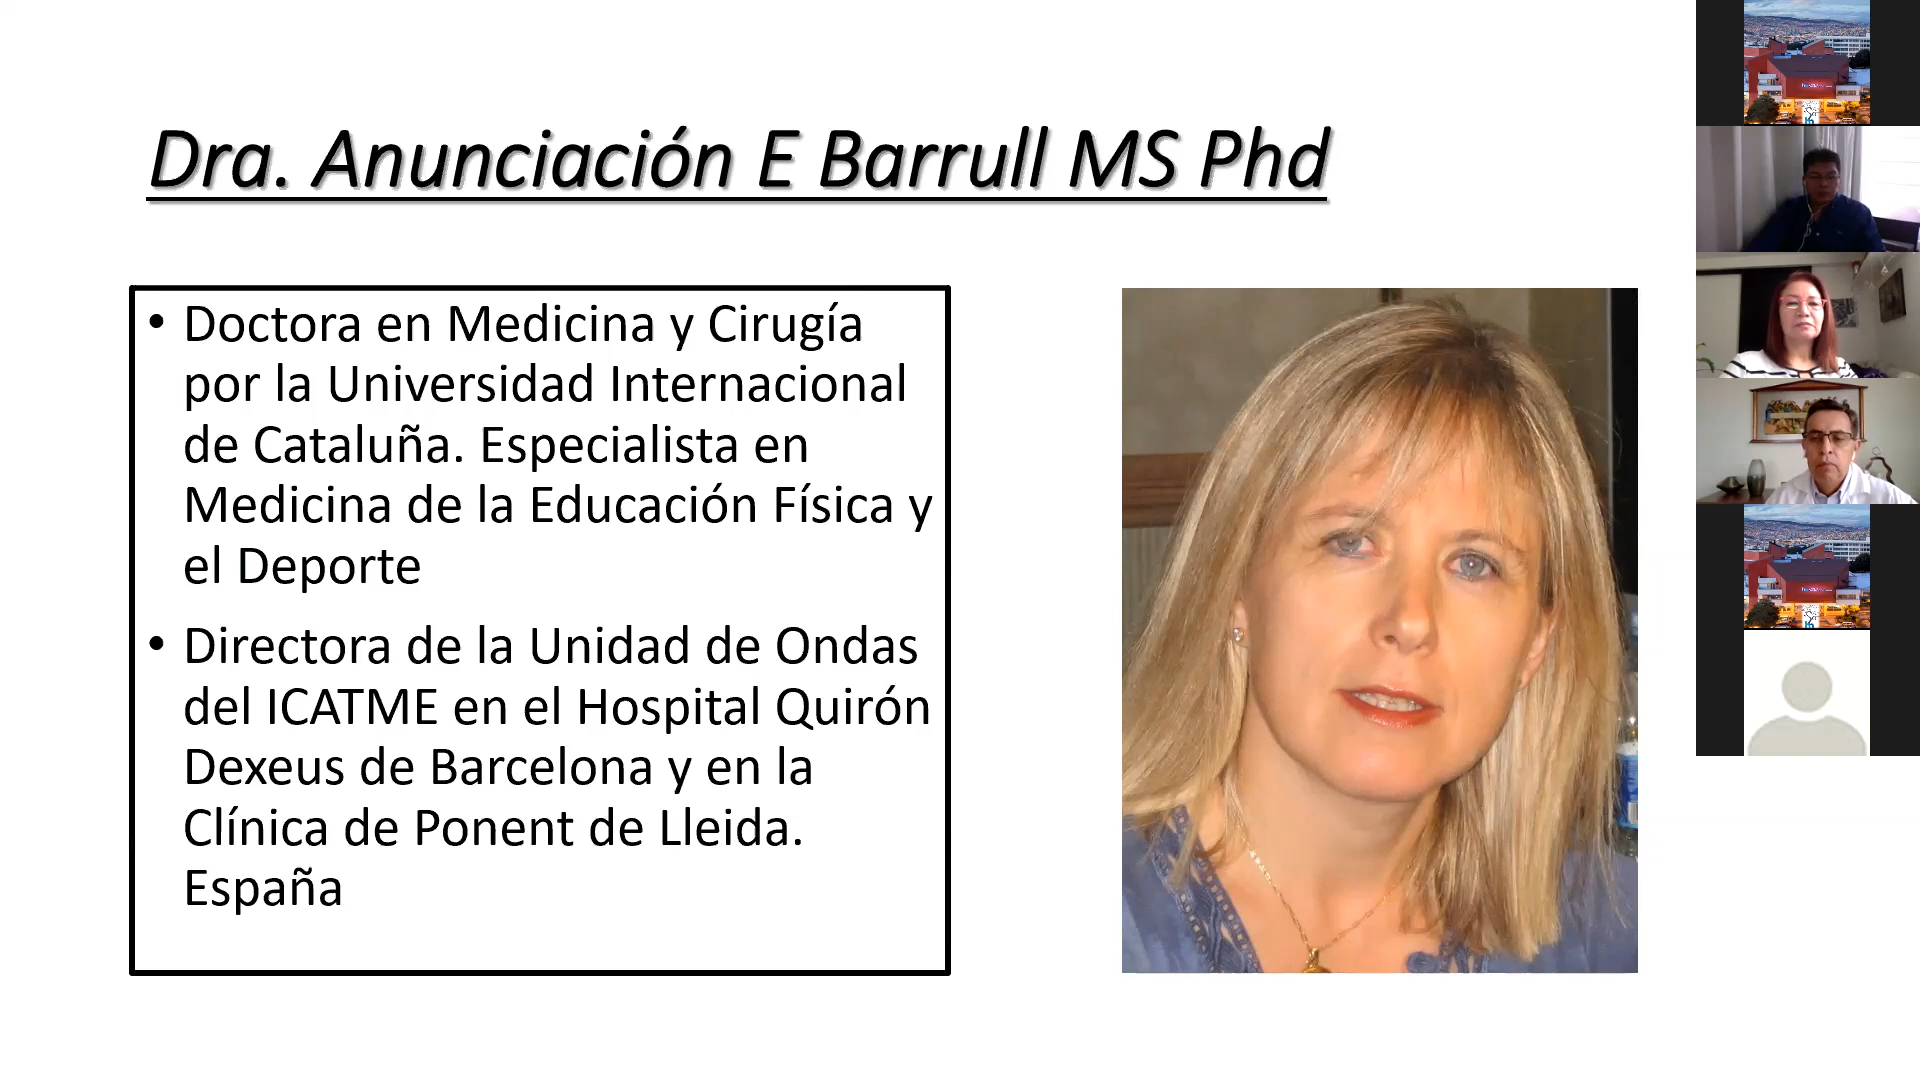 Dra. Anunciación E Barrull MS Phd
• Doctora en Medicina y Cirugía
por la Universidad Internacional
de Cataluña. Especialista en
Medicina de la Educación Física y
el Deporte
• Directora de la Unidad de Ondas
del ICATME en el Hospital Quirón
Dexeus de Barcelona y en la
Clínica de Ponent de Lleida.
España